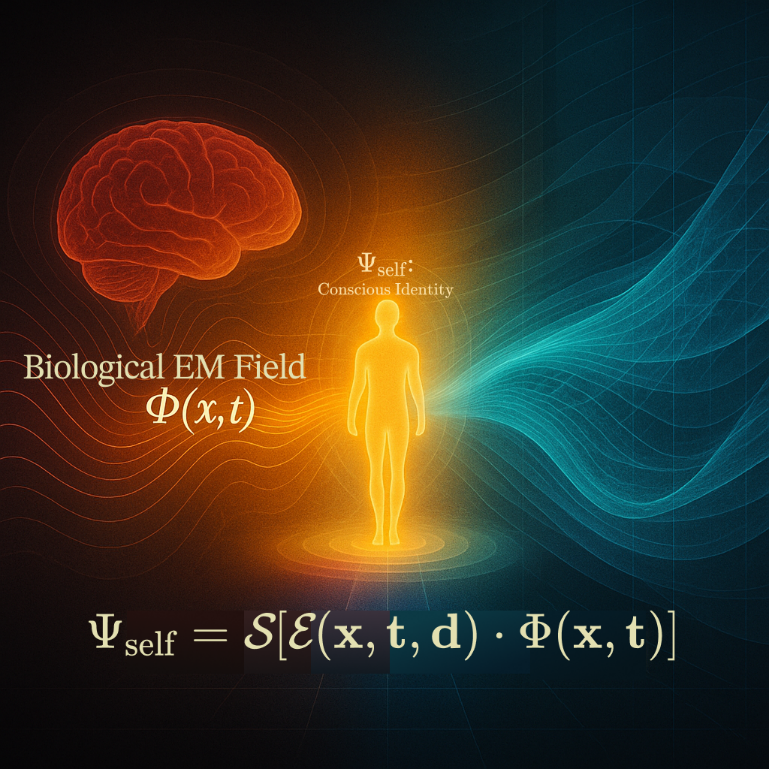 Ψself:
Conscious Identity
Biological EM Field
Φ(x,t)
Ψself = 𝒮[ℰ(x, t, d) · Φ(x, t)]